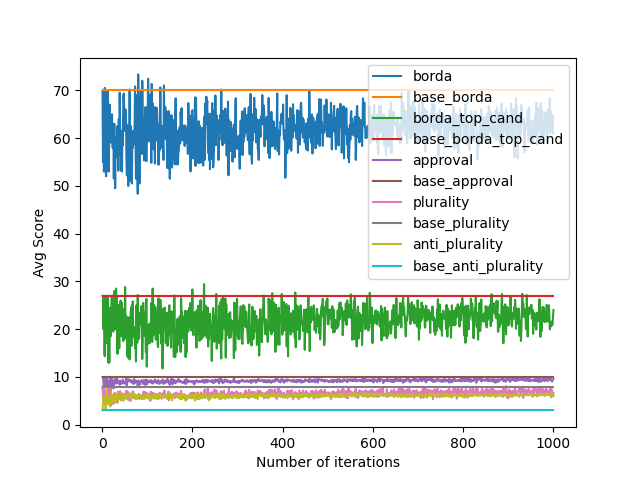 70
60
50
40
30
20
10
0
Avg Score
0 200 400 600 800 1000
Number of iterations
borda
base_borda
borda_top_cand
base_borda_top_cand
approval
base_approval
plurality
base_plurality
anti_plurality
base_anti_plurality